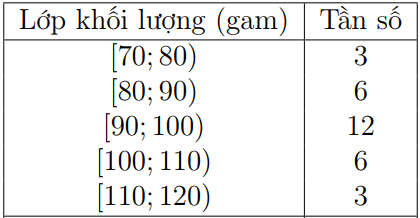 Lớp khối lượng (gam) Tần số
[70; 80) 3
[80; 90) 6
[90; 100) 12
[100; 110) 6
[110; 120) 3